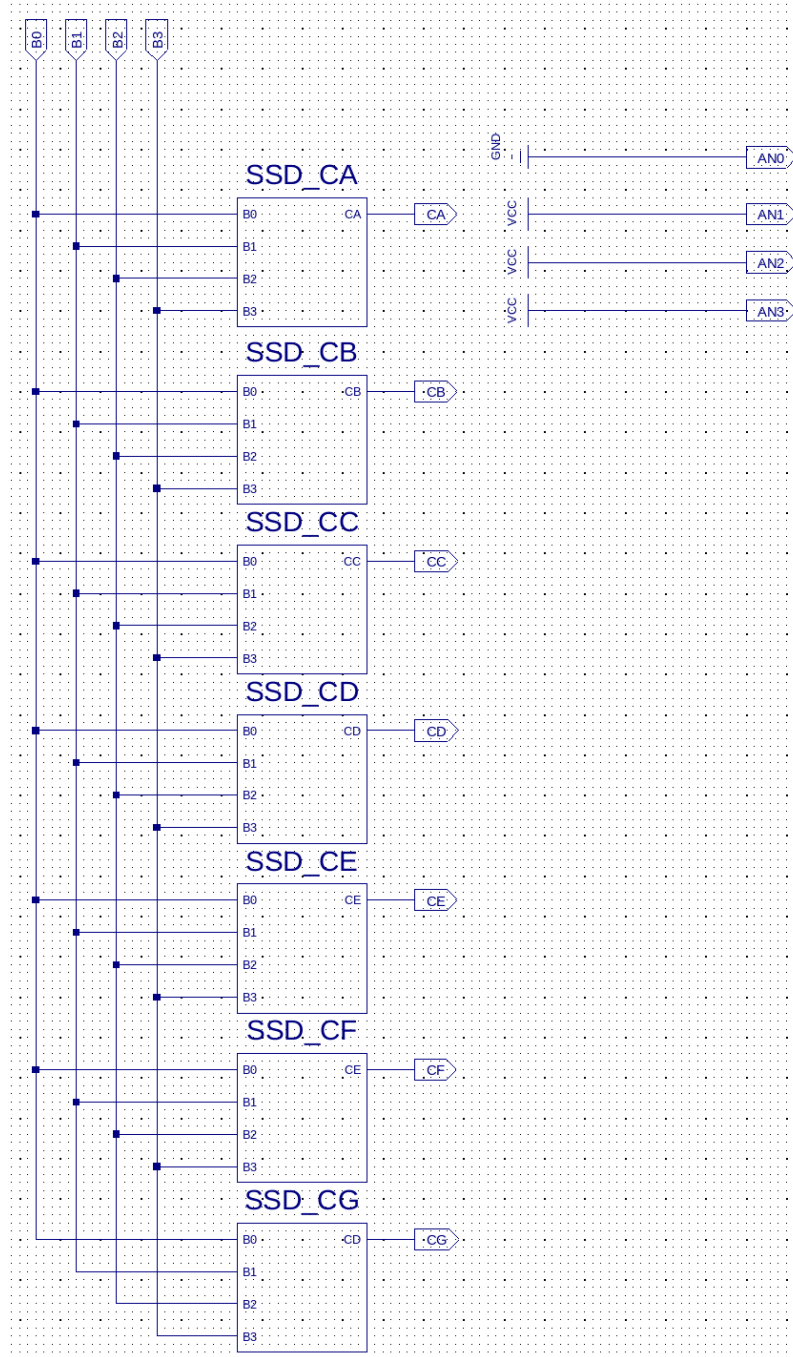 B0 B1 B2 B3
GND
AN0
VCC
AN1
VCC
AN2
VCC
AN3
SSD_CA
B0 CA CA
B1
B2
B3
SSD_CB
B0 CB CB
B1
B2
B3
SSD_CC
B0 CC CC
B1
B2
B3
SSD_CD
B0 CD CD
B1
B2
B3
SSD_CE
B0 CE CE
B1
B2
B3
SSD_CF
B0 CE CF
B1
B2
B3
SSD_CG
B0 CD CG
B1
B2
B3